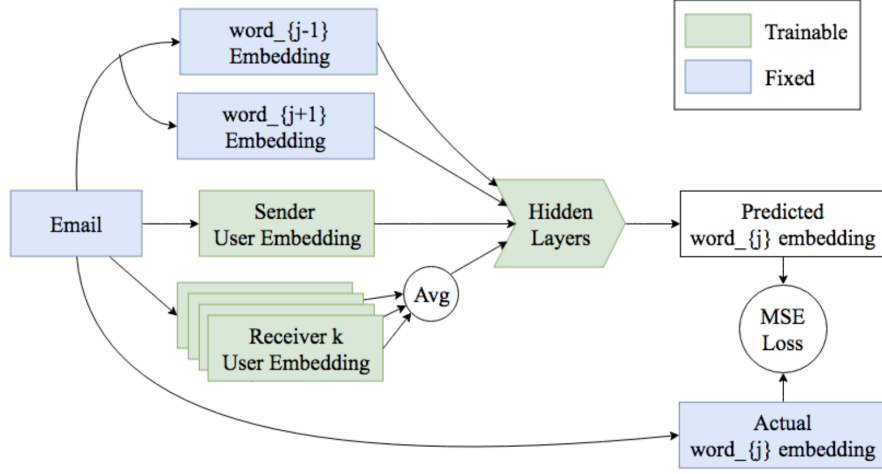 word_{j-1}
Embedding
word_{j+1}
Embedding
Trainable
Fixed
Email
Sender
User Embedding
Hidden
Layers
Predicted
word_{j} embedding
Avg
Receiver k
User Embedding
MSE
Loss
Actual
word_{j} embedding